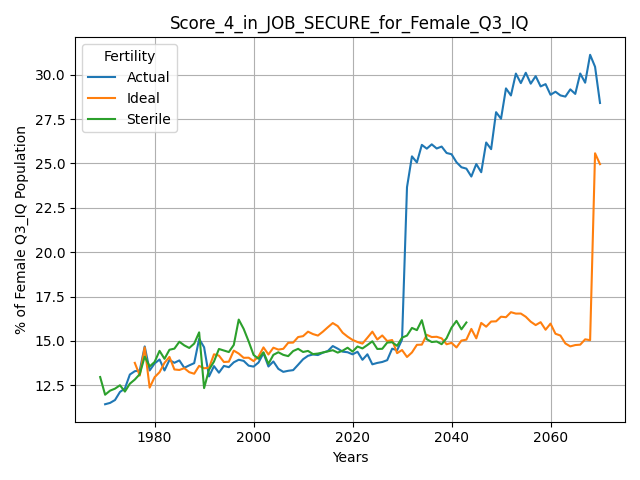 Score_4_in_JOB_SECURE_for_Female_Q3_IQ
Fertility
Actual
Ideal
Sterile
% of Female Q3_IQ Population
30.0
27.5
25.0
22.5
20.0
17.5
15.0
12.5
1980
2000
2020
2040
2060
Years